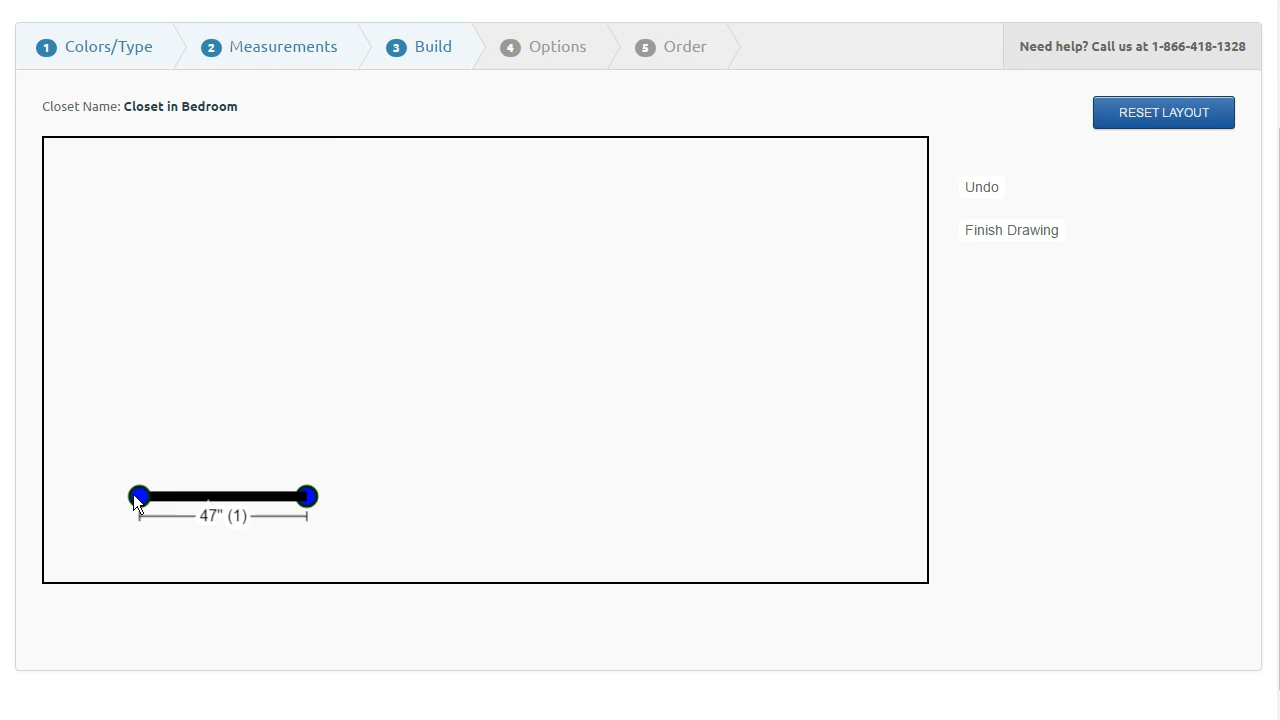 1 Colors/Type 2 Measurements 3 Build 4 Options 5 Order Need help? Call us at 1-866-418-1328
Closet Name: Closet in Bedroom
RESET LAYOUT
Undo
Finish Drawing
47" (1)